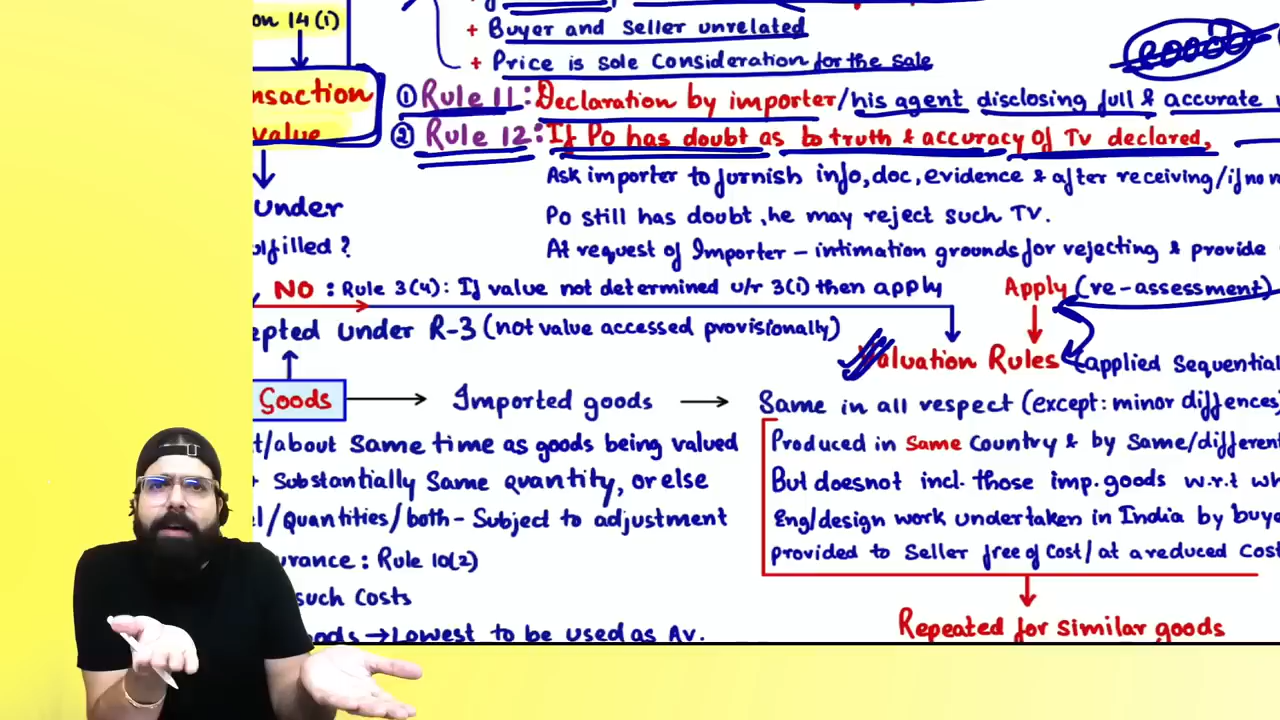 on 14(1)
+ Buyer and Seller unrelated
+ Price is sole Consideration for the sale
nsaction
value
① Rule 11: Declaration by importer/his agent disclosing full & accurate
② Rule 12: If Po has doubt as to truth & accuracy of TV declared,
Ask importer to furnish info, doc, evidence & after receiving/if no
under
Po still has doubt, he may reject such TV.
ulfilled?
At request of Importer – intimation grounds for rejecting & provide
NO : Rule 3(4): If value not determined u/r 3(i) then apply
Apply (re-assessment)
epted under R-3 (not value accessed provisionally)
Valuation Rules (applied Sequential
Goods → Imported goods → Same in all respect (except: minor diffences)
t/about Same time as goods being valued
Produced in Same Country & by Same/different
+ Substantially Same quantity, or else
But doesnot incl. those imp. goods w.r.t wh
l/Quantities/both – Subject to adjustment
Eng/design work undertaken in India by buye
provided to Seller free of Cost/at a reduced Cost
urance : Rule 10(2)
such Costs
Repeated for similar goods
oods → Lowest to be used as Av.